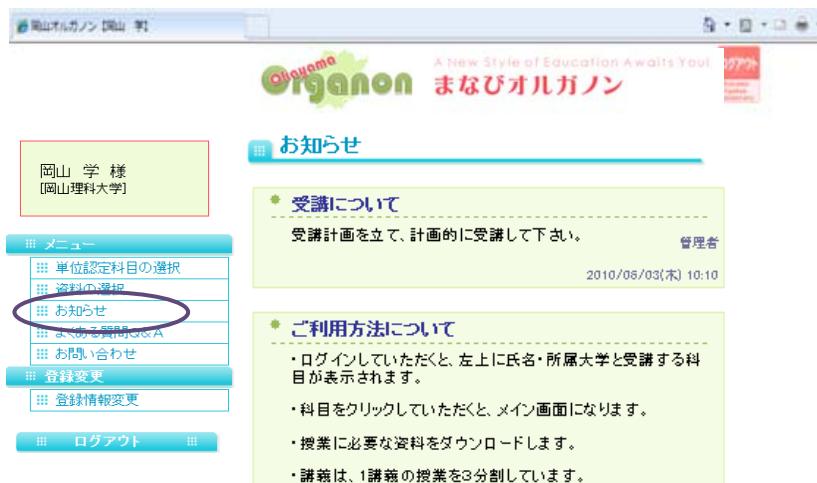 岡山オルガノン【岡山 学】
Okayama Organon
A New Style of Education Awaits You!
まなびオルガノン
ログアウト
岡山 学 様
[岡山理科大学]
メニュー
単位認定科目の選択
資料の選択
お知らせ
よくある質問Q&A
お問い合わせ
登録変更
登録情報変更
ログアウト
お知らせ
受講について
受講計画を立て、計画的に受講して下さい。
管理者
10:10
ご利用方法について
・ログインしていただくと、左上に氏名・所属大学と受講する科
目が表示されます。
・科目をクリックしていただくと、メイン画面になります。
・授業に必要な資料をダウンロードします。
・講義は、1講義の授業を3分割しています。